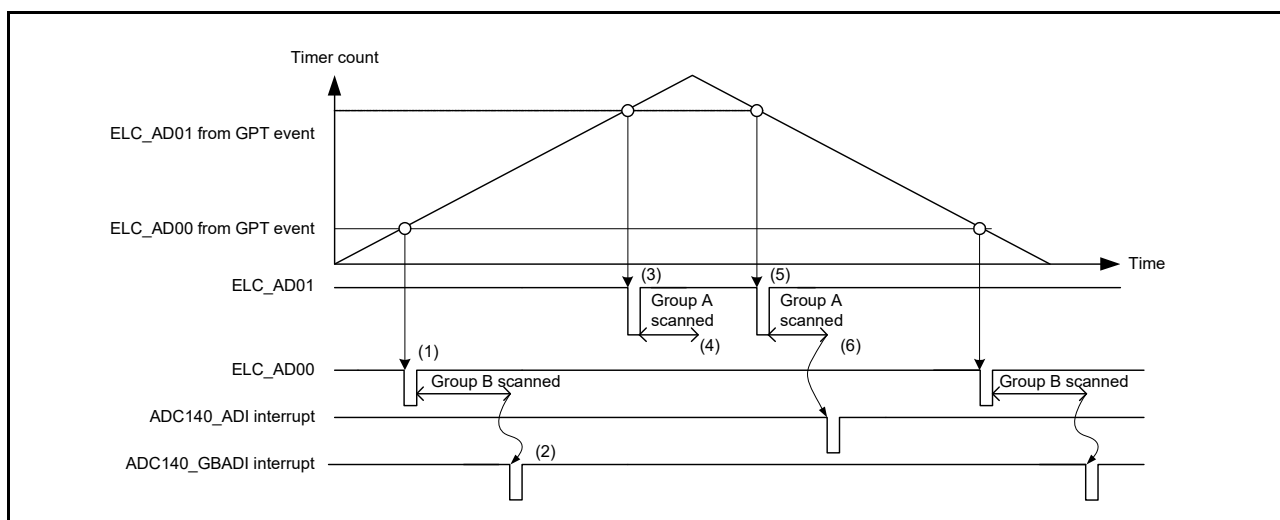 Timer count
ELC_AD01 from GPT event
ELC_AD00 from GPT event
Time
ELC_AD01
(3)
(5)
Group A
scanned
Group A
scanned
(4)
(6)
ELC_AD00
(1)
Group B scanned
Group B scanned
ADC140_ADI interrupt
ADC140_GBADI interrupt
(2)